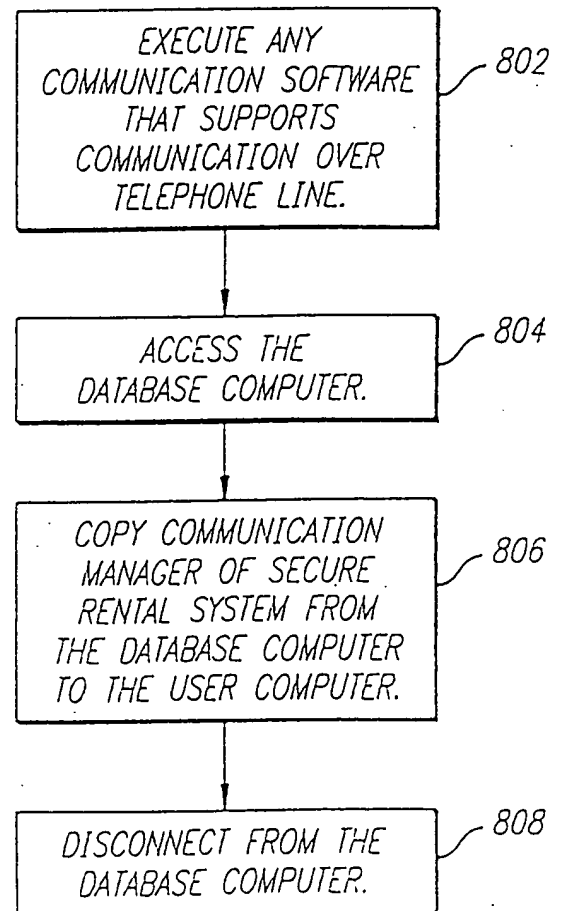 EXECUTE ANY
COMMUNICATION SOFTWARE
THAT SUPPORTS
COMMUNICATION OVER
TELEPHONE LINE.
802
ACCESS THE
DATABASE COMPUTER.
804
COPY COMMUNICATION
MANAGER OF SECURE
RENTAL SYSTEM FROM
THE DATABASE COMPUTER
TO THE USER COMPUTER.
806
DISCONNECT FROM THE
DATABASE COMPUTER.
808